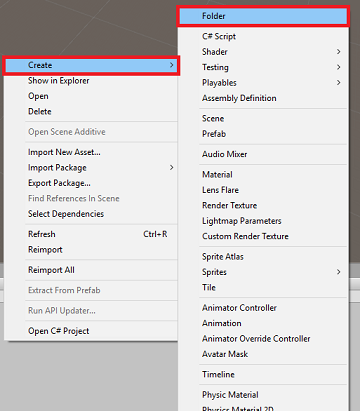 Create
Show in Explorer
Open
Delete
Open Scene Additive
Import New Asset...
Import Package
Export Package...
Find References In Scene
Select Dependencies
Refresh Ctrl+R
Reimport
Reimport All
Extract From Prefab
Run API Updater...
Open C# Project
Folder
C# Script
Shader
Testing
Playables
Assembly Definition
Scene
Prefab
Audio Mixer
Material
Lens Flare
Render Texture
Lightmap Parameters
Custom Render Texture
Sprite Atlas
Sprites
Tile
Animator Controller
Animation
Animator Override Controller
Avatar Mask
Timeline
Physic Material
Physics Material 2D